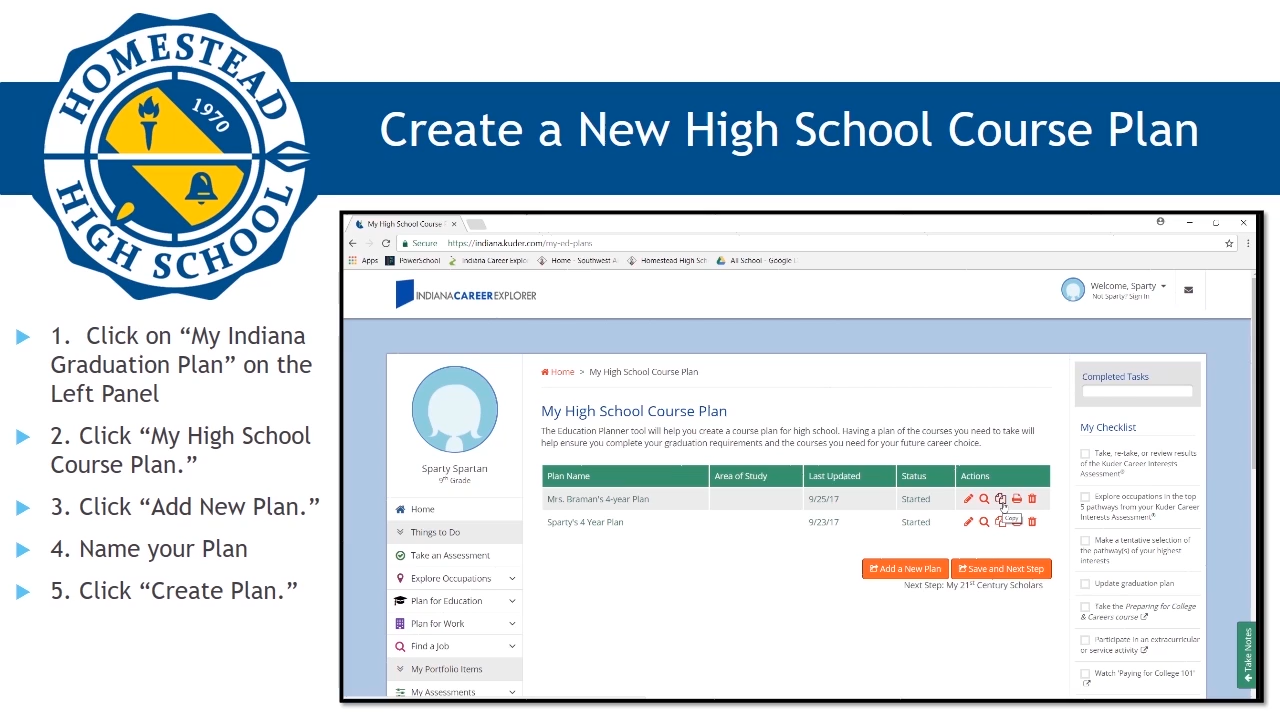 HOMESTEAD
1970
HIGH SCHOOL
Create a New High School Course Plan
1. Click on “My Indiana
Graduation Plan” on the
Left Panel
2. Click “My High School
Course Plan.”
3. Click “Add New Plan.”
4. Name your Plan
5. Click “Create Plan.”
My High School Course
Secure https://indiana.kuder.com/my-ed-plans
Apps PowerSchool Indiana Career Explo Home - Southwest A Homestead High Sch All School - Google
INDIANACAREEREXPLORER
Welcome, Sparty
Not Sparty? Sign In
Sparty Spartan
9th Grade
Home
Things to Do
Take an Assessment
Explore Occupations
Plan for Education
Plan for Work
Find a Job
My Portfolio Items
My Assessments
Home > My High School Course Plan
My High School Course Plan
The Education Planner tool will help you create a course plan for high school. Having a plan of the courses you need to take will
help ensure you complete your graduation requirements and the courses you need for your future career choice.
Plan Name Area of Study Last Updated Status Actions
Mrs. Braman's 4-year Plan 9/25/17 Started
Copy
Sparty's 4 Year Plan 9/23/17 Started
Add a New Plan Save and Next Step
Next Step: My 21st Century Scholars
Completed Tasks
My Checklist
Take, re-take, or review results
of the Kuder Career Interests
Assessment®
Explore occupations in the top
5 pathways from your Kuder Career
Interests Assessment®.
Make a tentative selection of
the pathway(s) of your highest
interests
Update graduation plan
Take the Preparing for College
& Careers course
Participate in an extracurricular
or service activity
Watch 'Paying for College 101'
Take Notes